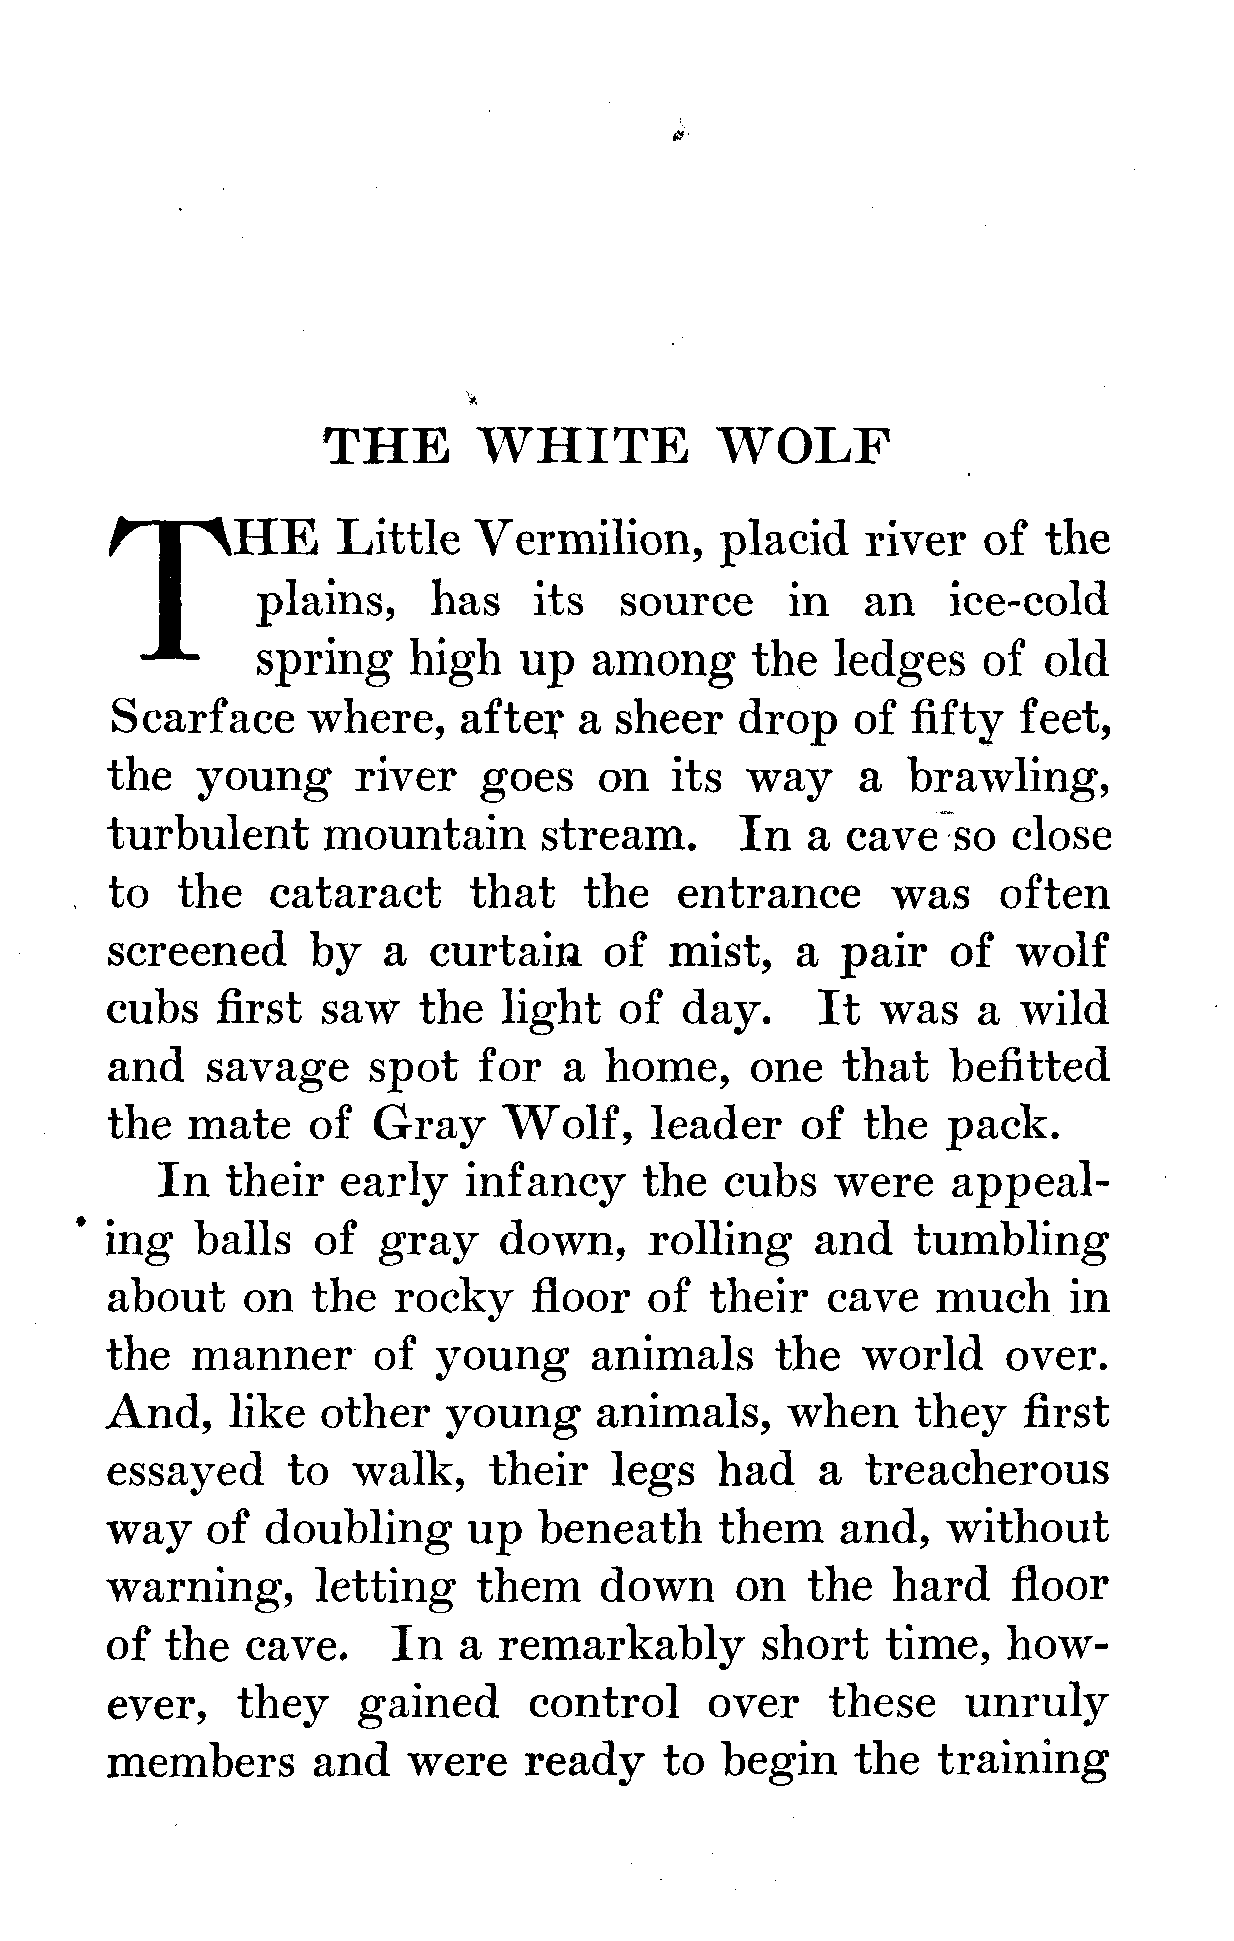 THE WHITE WOLF
THE Little Vermilion, placid river of the
plains, has its source in an ice-cold
spring high up among the ledges of old
Scarface where, after a sheer drop of fifty feet,
the young river goes on its way a brawling,
turbulent mountain stream. In a cave so close
to the cataract that the entrance was often
screened by a curtain of mist, a pair of wolf
cubs first saw the light of day. It was a wild
and savage spot for a home, one that befitted
the mate of Gray Wolf, leader of the pack.
In their early infancy the cubs were appeal-
ing balls of gray down, rolling and tumbling
about on the rocky floor of their cave much in
the manner of young animals the world over.
And, like other young animals, when they first
essayed to walk, their legs had a treacherous
way of doubling up beneath them and, without
warning, letting them down on the hard floor
of the cave. In a remarkably short time, how-
ever, they gained control over these unruly
members and were ready to begin the training